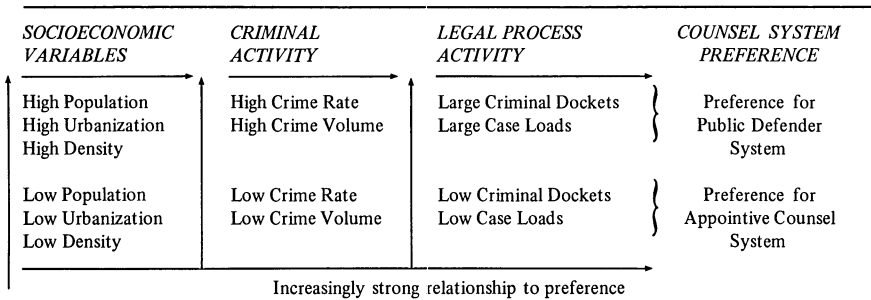 SOCIOECONOMIC VARIABLES
CRIMINAL ACTIVITY
LEGAL PROCESS ACTIVITY
COUNSEL SYSTEM PREFERENCE
High Population
High Urbanization
High Density
High Crime Rate
High Crime Volume
Large Criminal Dockets
Large Case Loads
Preference for
Public Defender
System
Low Population
Low Urbanization
Low Density
Low Crime Rate
Low Crime Volume
Low Criminal Dockets
Low Case Loads
Preference for
Appointive Counsel
System
Increasingly strong relationship to preference